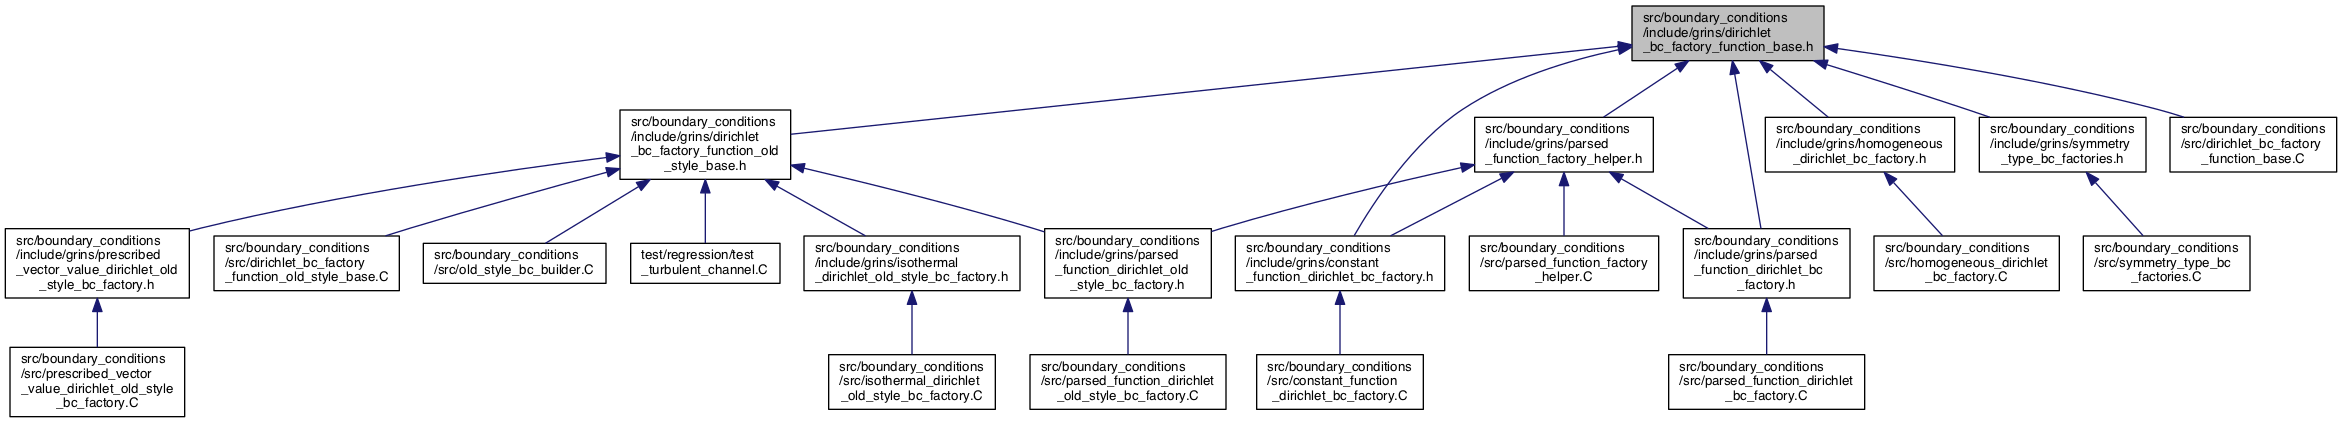 src/boundary_conditions
/include/grins/dirichlet
_bc_factory_function_base.h
src/boundary_conditions
/include/grins/dirichlet
_bc_factory_function_old
_style_base.h
src/boundary_conditions
/include/grins/parsed
_function_factory_helper.h
src/boundary_conditions
/include/grins/homogeneous
_dirichlet_bc_factory.h
src/boundary_conditions
/include/grins/symmetry
_type_bc_factories.h
src/boundary_conditions
/src/dirichlet_bc_factory
_function_base.C
src/boundary_conditions
/include/grins/prescribed
_vector_value_dirichlet_old
_style_bc_factory.h
src/boundary_conditions
/src/dirichlet_bc_factory
_function_old_style_base.C
src/boundary_conditions
/src/old_style_bc_builder.C
test/regression/test
_turbulent_channel.C
src/boundary_conditions
/include/grins/isothermal
_dirichlet_old_style_bc_factory.h
src/boundary_conditions
/include/grins/parsed
_function_dirichlet_old
_style_bc_factory.h
src/boundary_conditions
/include/grins/constant
_function_dirichlet_bc_factory.h
src/boundary_conditions
/src/parsed_function_factory
_helper.C
src/boundary_conditions
/include/grins/parsed
_function_dirichlet_bc
_factory.h
src/boundary_conditions
/src/homogeneous_dirichlet
_bc_factory.C
src/boundary_conditions
/src/symmetry_type_bc
_factories.C
src/boundary_conditions
/src/prescribed_vector
_value_dirichlet_old_style
_bc_factory.C
src/boundary_conditions
/src/isothermal_dirichlet
_old_style_bc_factory.C
src/boundary_conditions
/src/parsed_function_dirichlet
_old_style_bc_factory.C
src/boundary_conditions
/src/constant_function
_dirichlet_bc_factory.C
src/boundary_conditions
/src/parsed_function_dirichlet
_bc_factory.C